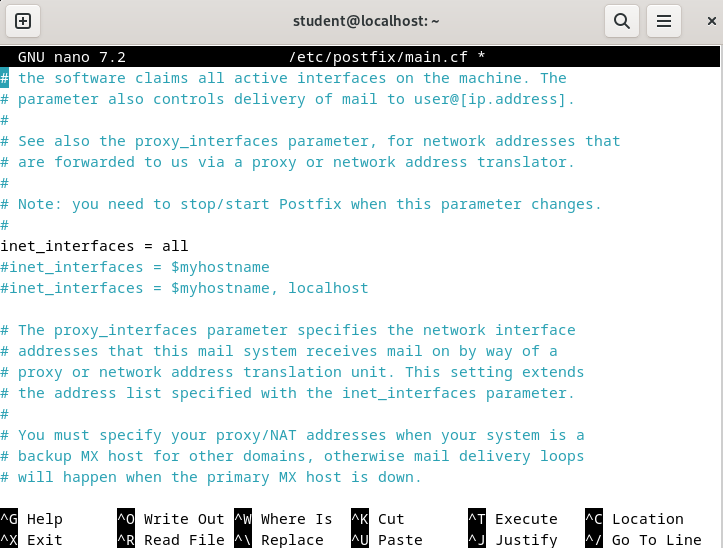 student@localhost: ~
GNU nano 7.2 /etc/postfix/main.cf *
# the software claims all active interfaces on the machine. The
# parameter also controls delivery of mail to user@[ip.address].
#
# See also the proxy_interfaces parameter, for network addresses that
# are forwarded to us via a proxy or network address translator.
#
# Note: you need to stop/start Postfix when this parameter changes.
#
inet_interfaces = all
#inet_interfaces = $myhostname
#inet_interfaces = $myhostname, localhost

# The proxy_interfaces parameter specifies the network interface
# addresses that this mail system receives mail on by way of a
# proxy or network address translation unit. This setting extends
# the address list specified with the inet_interfaces parameter.
#
# You must specify your proxy/NAT addresses when your system is a
# backup MX host for other domains, otherwise mail delivery loops
# will happen when the primary MX host is down.

^G Help ^O Write Out ^W Where Is ^K Cut ^T Execute ^C Location
^X Exit ^R Read File ^\ Replace ^U Paste ^J Justify ^/ Go To Line